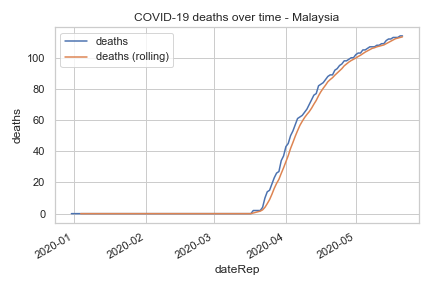 COVID-19 deaths over time - Malaysia
deaths
deaths (rolling)
deaths
100
80
60
40
20
0
2020-01
2020-02
2020-03
2020-04
2020-05
dateRep